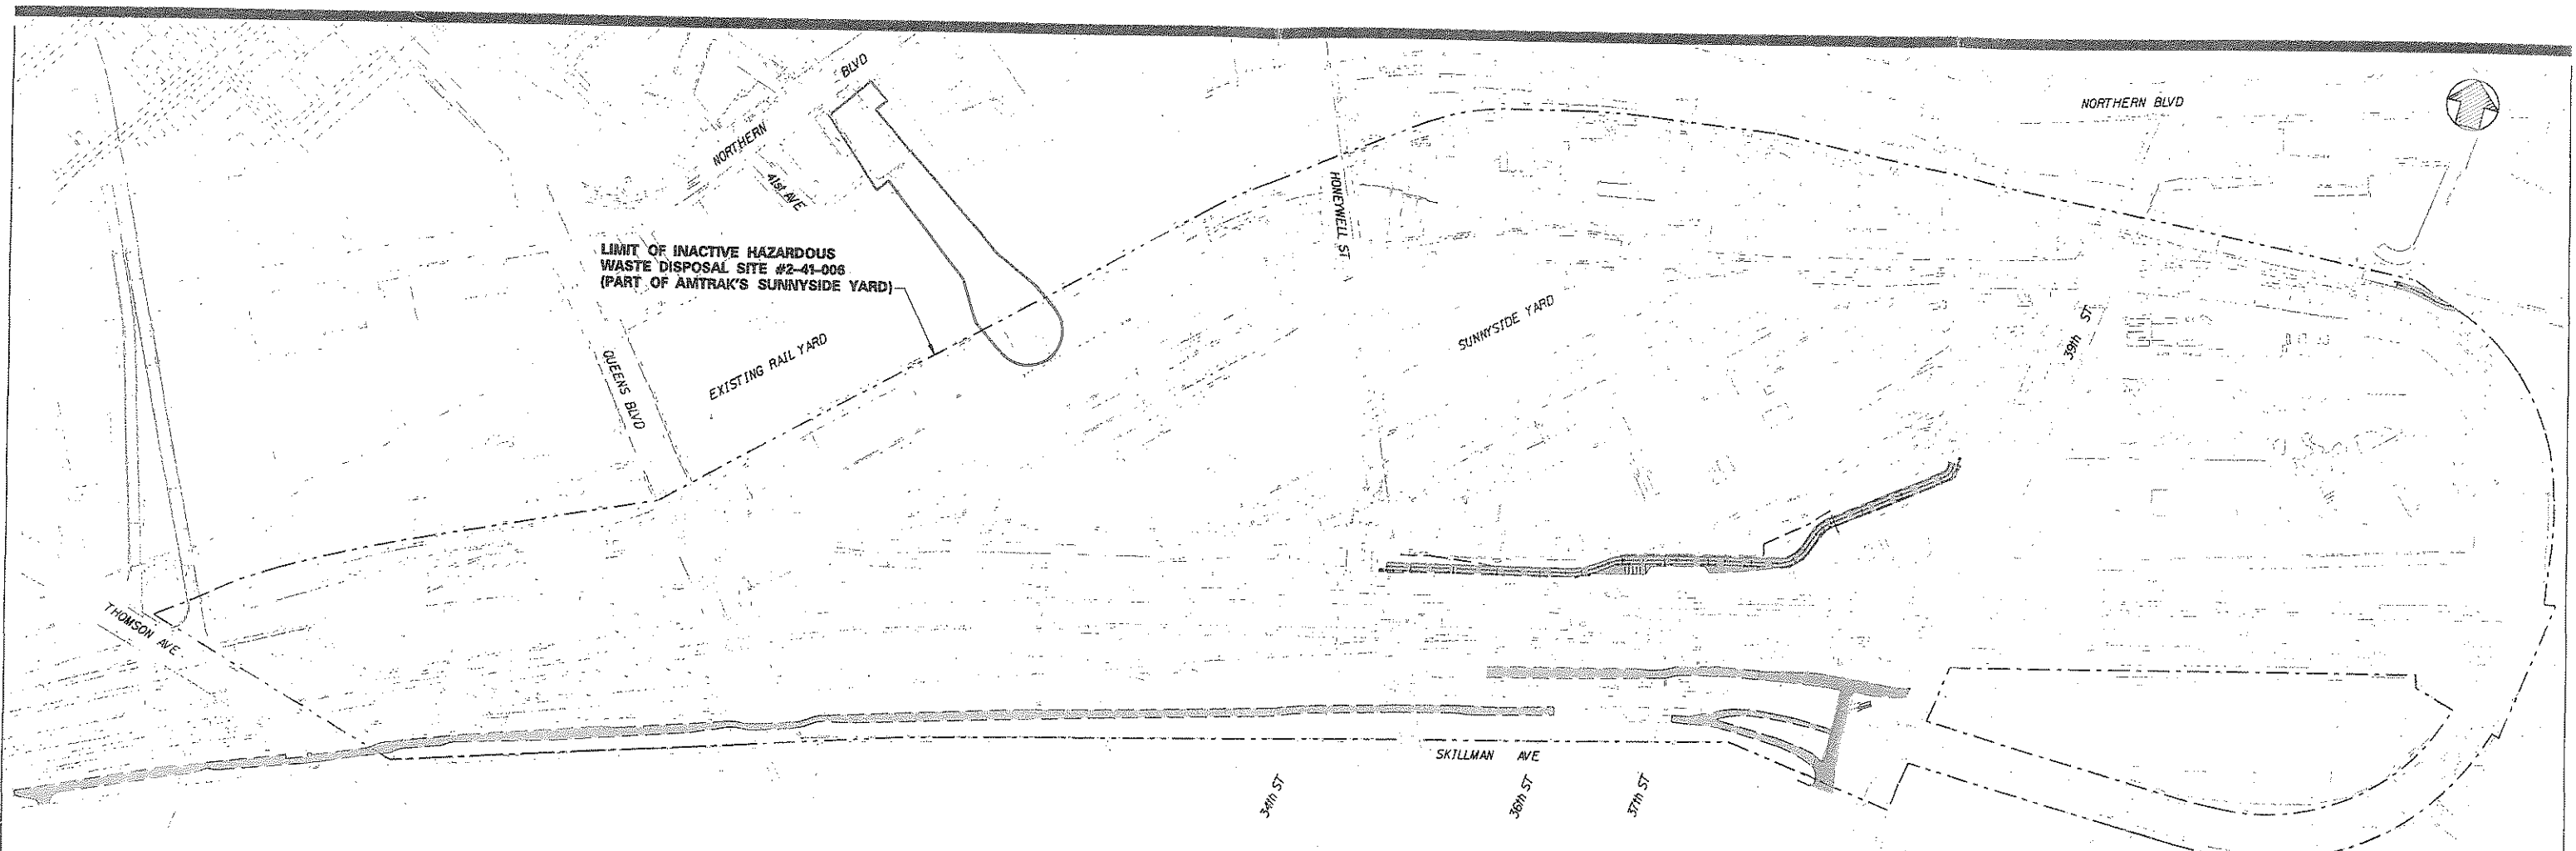 BLVD
NORTHERN
41st AVE
NORTHERN BLVD
HONEYWELL ST
LIMIT OF INACTIVE HAZARDOUS
WASTE DISPOSAL SITE #2-41-006
(PART OF AMTRAK'S SUNNYSIDE YARD)
SUNNYSIDE YARD
39th ST
QUEENS BLVD
EXISTING RAIL YARD
THOMSON AVE
SKILLMAN AVE
34th ST
36th ST
37th ST